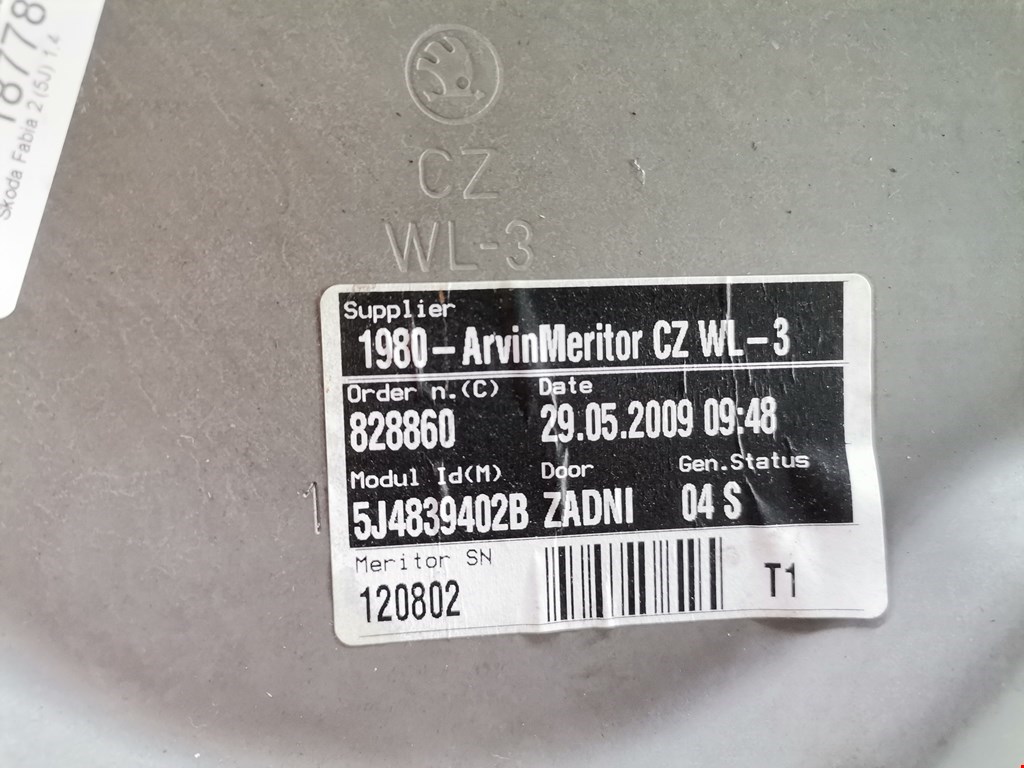 18778
Skoda Fabia 2 (5J) 1.4
CZ
WL-3
Supplier
1980-ArvinMeritor CZ WL-3
Order n.(C) Date
828860 29.05.2009 09:48
Modul Id(M) Door Gen.Status
5J4839402B ZADNI 04 S
Meritor SN
120802 T1